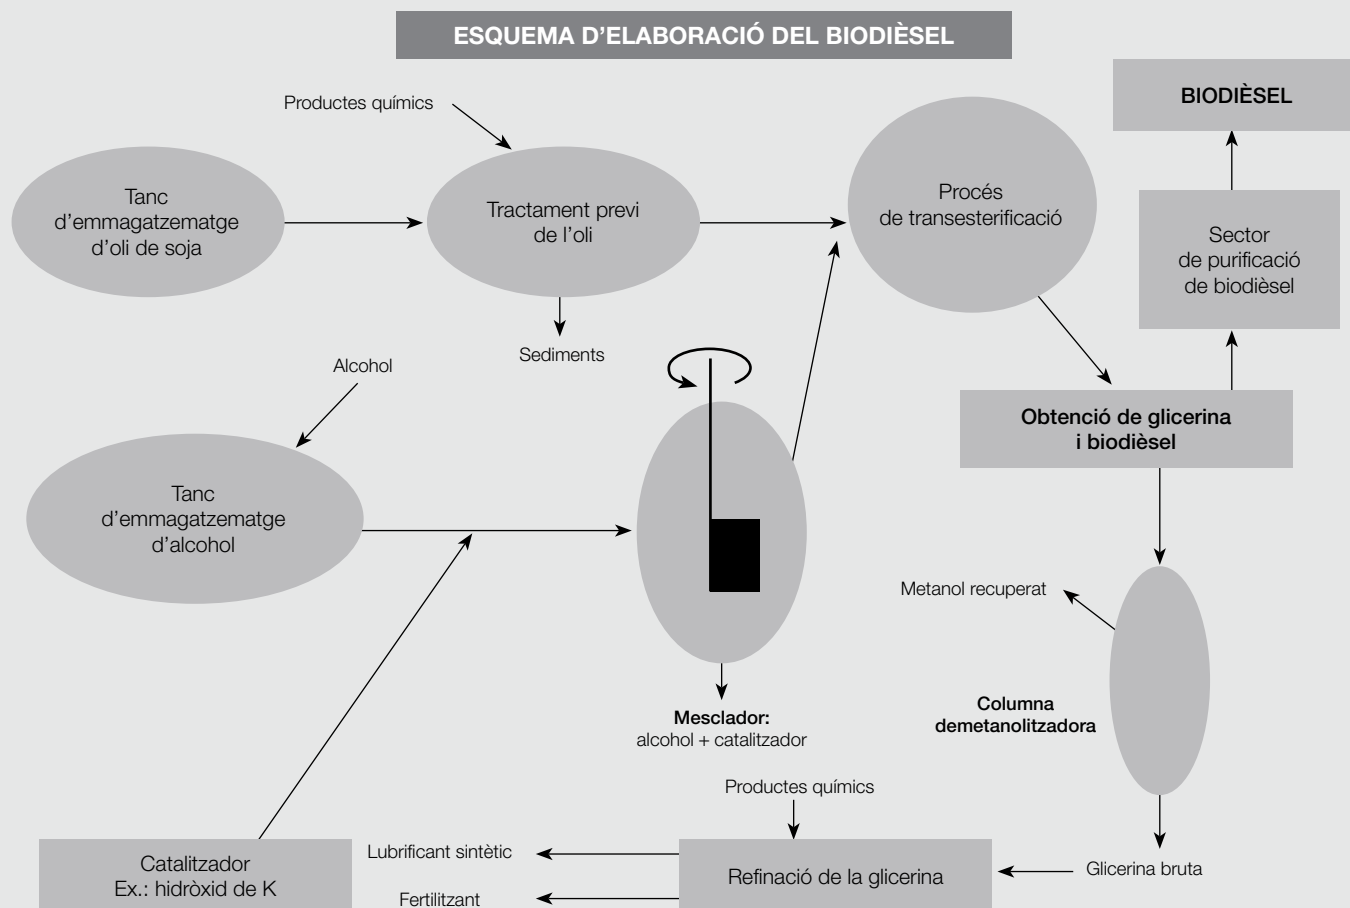 ESQUEMA D’ELABORACIÓ DEL BIODIÈSEL
BIODIÈSEL
Productes químics
Tanc
d’emmagatzematge
d’oli de soja
Tractament previ
de l’oli
Procés
de transesterificació
Sector
de purificació
de biodièsel
Sediments
Alcohol
Obtenció de glicerina
i biodièsel
Tanc
d’emmagatzematge
d’alcohol
Metanol recuperat
Columna
demetanolitzadora
Mesclador:
alcohol + catalitzador
Productes químics
Catalitzador
Ex.: hidròxid de K
Lubrificant sintètic
Fertilitzant
Refinació de la glicerina
Glicerina bruta